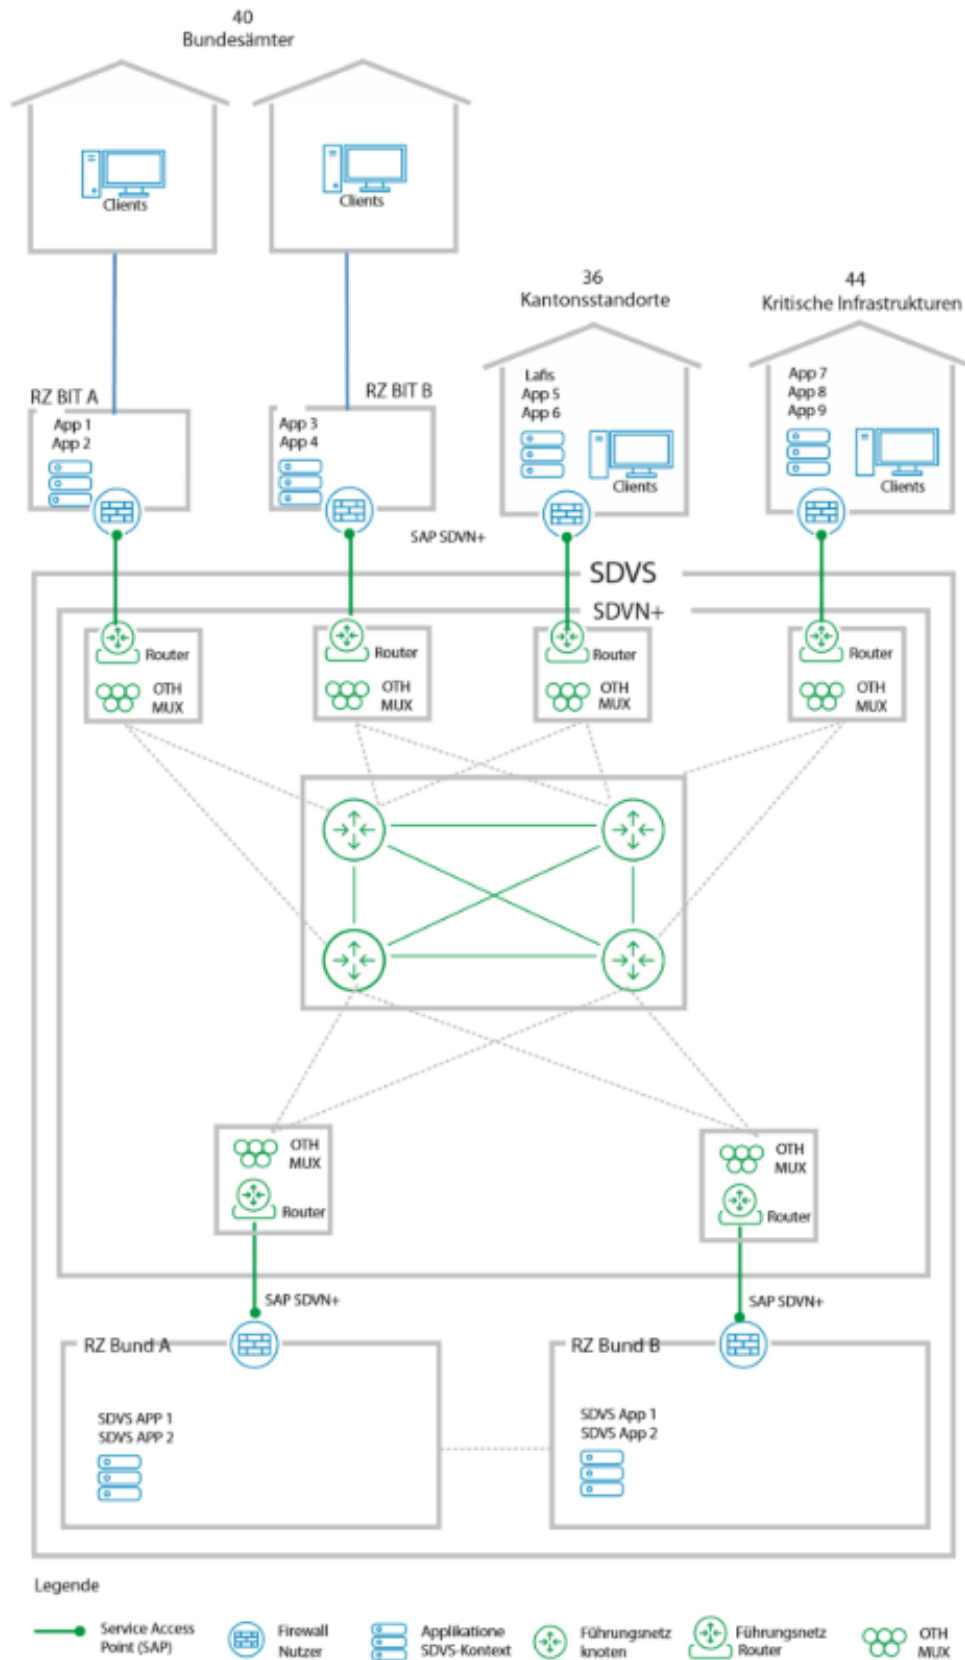 40
Bundesämter
Clients
Clients
36
Kantonsstandorte
44
Kritische Infrastrukturen
RZ BIT A
App 1
App 2
RZ BIT B
App 3
App 4
Lafis
App 5
App 6
Clients
App 7
App 8
App 9
Clients
SAP SDVN+
SDVS
SDVN+
Router
OTH
MUX
Router
OTH
MUX
Router
OTH
MUX
Router
OTH
MUX
OTH
MUX
Router
OTH
MUX
Router
SAP SDVN+
SAP SDVN+
RZ Bund A
SDVS APP 1
SDVS APP 2
RZ Bund B
SDVS App 1
SDVS App 2
Legende
Service Access
Point (SAP)
Firewall
Nutzer
Applikatione
SDVS-Kontext
Führungsnetz
knoten
Führungsnetz
Router
OTH
MUX